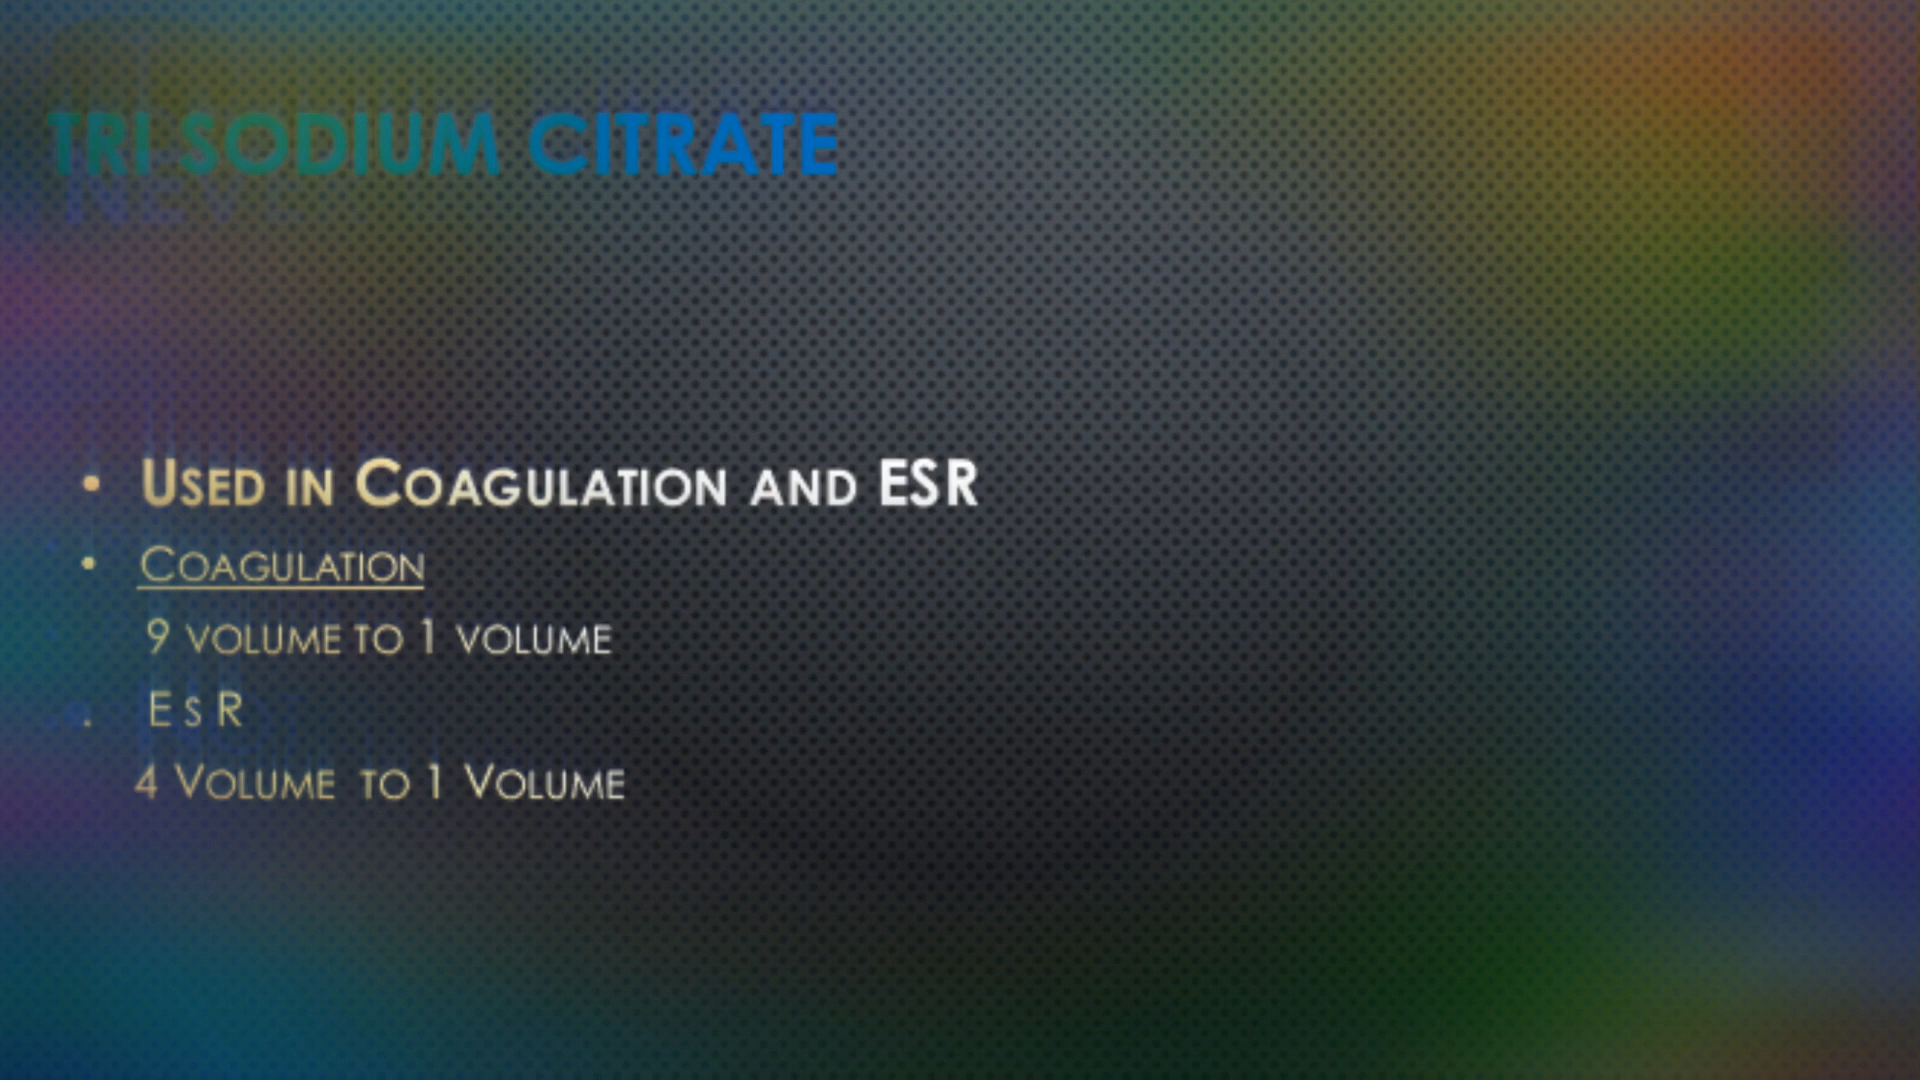 TRI-SODIUM CITRATE
• USED IN COAGULATION AND ESR
• COAGULATION
9 VOLUME TO 1 VOLUME
. E S R
4 VOLUME TO 1 VOLUME